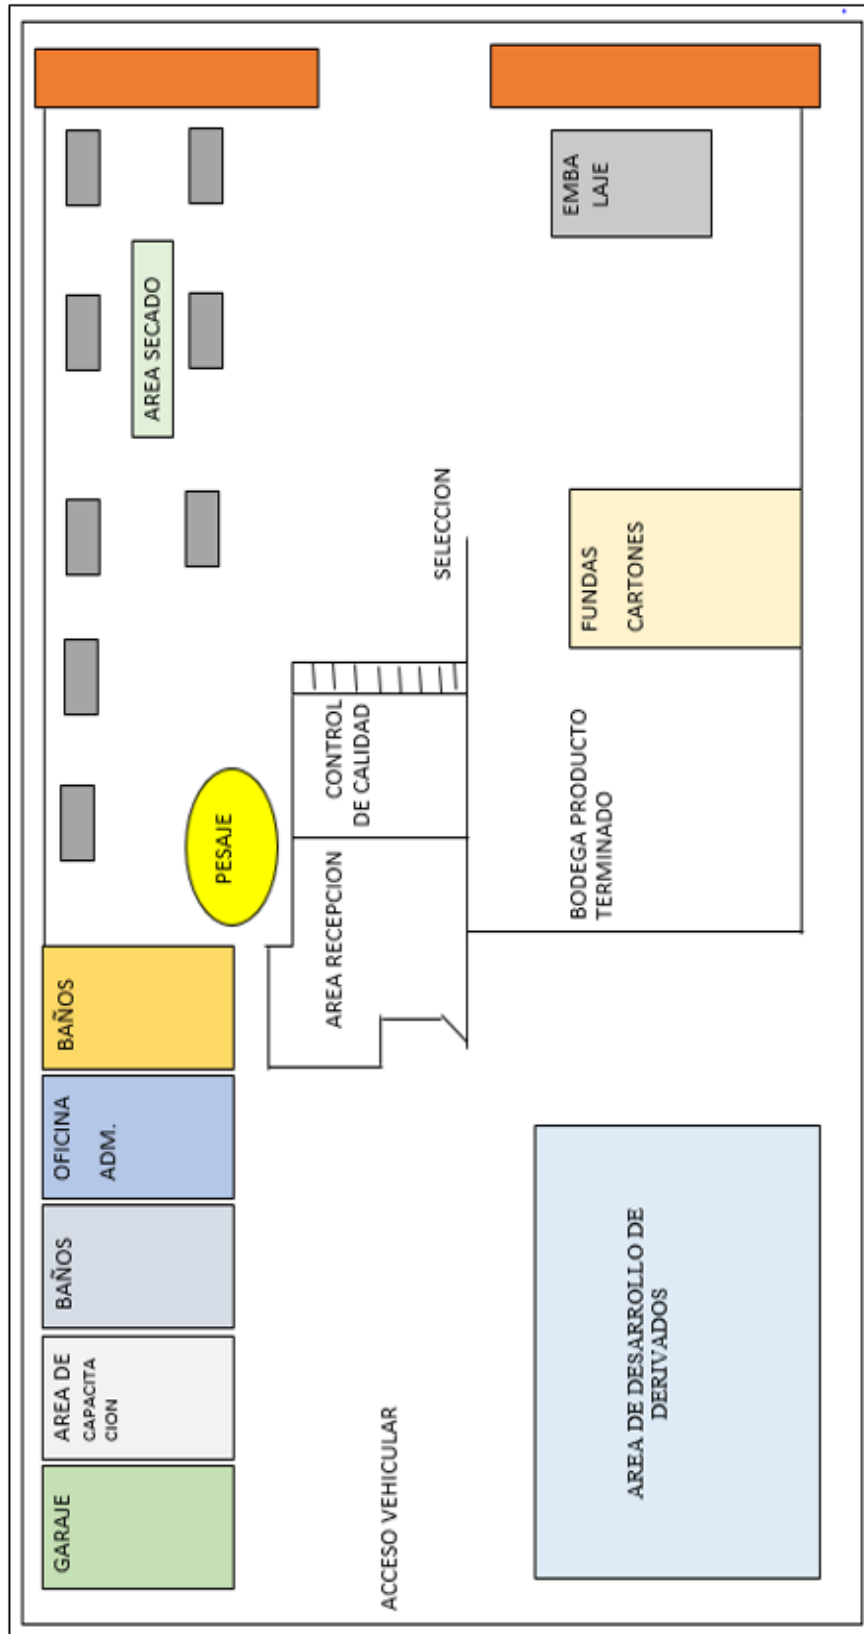 GARAJE
AREA DE
CAPACITA
CION
BAÑOS
OFICINA
ADM.
BAÑOS
PESAJE
AREA SECADO
AREA RECEPCION
CONTROL
DE CALIDAD
SELECCION
ACCESO VEHICULAR
AREA DE DESARROLLO DE
DERIVADOS
BODEGA PRODUCTO
TERMINADO
FUNDAS
CARTONES
EMBA
LAJE